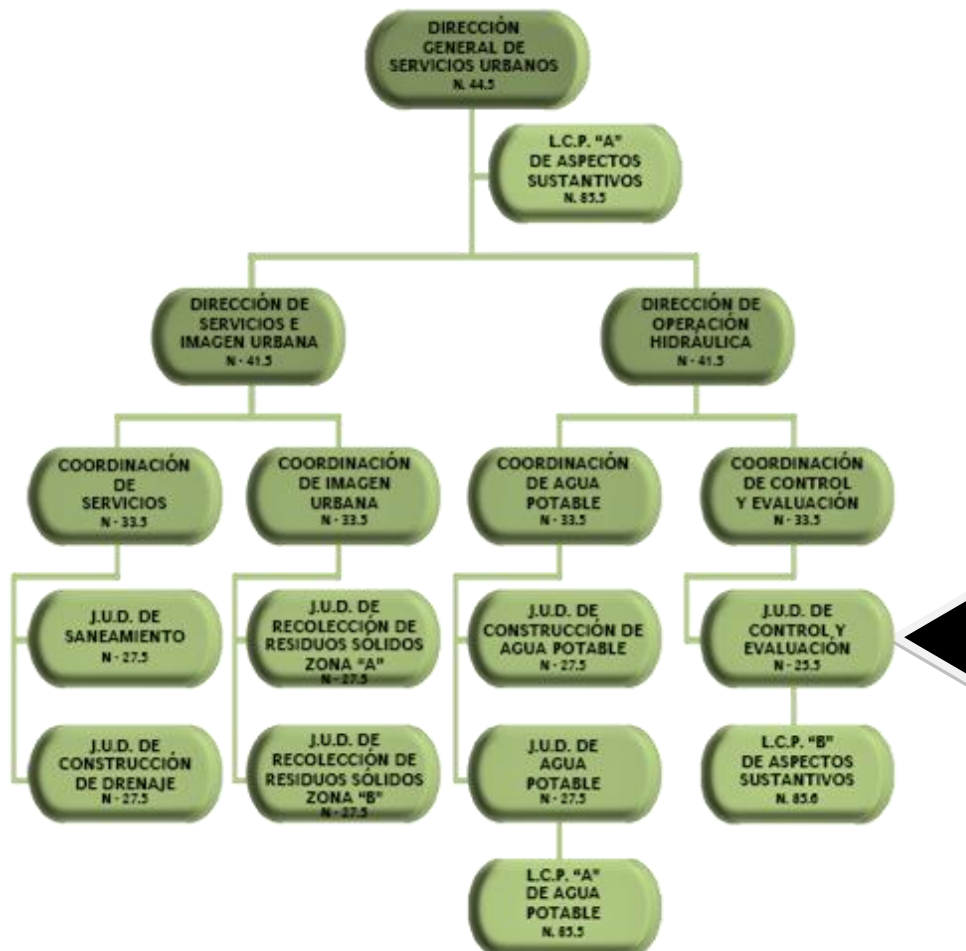 DIRECCIÓN
GENERAL DE
SERVICIOS URBANOS
N. 44.5
L.C.P. “A”
DE ASPECTOS
SUSTANTIVOS
N. 85.5
DIRECCIÓN DE
SERVICIOS E
IMAGEN URBANA
N - 41.5
DIRECCIÓN DE
OPERACIÓN
HIDRÁULICA
N - 41.5
COORDINACIÓN
DE
SERVICIOS
N - 33.5
COORDINACIÓN
DE IMAGEN
URBANA
N - 33.5
COORDINACIÓN
DE AGUA
POTABLE
N - 33.5
COORDINACIÓN
DE CONTROL
Y EVALUACIÓN
N - 33.5
J.U.D. DE
SANEAMIENTO
N - 27.5
J.U.D. DE
RECOLECCIÓN DE
RESIDUOS SÓLIDOS
ZONA “A”
N - 27.5
J.U.D. DE
CONSTRUCCIÓN DE
AGUA POTABLE
N - 27.5
J.U.D. DE
CONTROL Y
EVALUACIÓN
N - 25.5
J.U.D. DE
CONSTRUCCIÓN
DE DRENAJE
N - 27.5
J.U.D. DE
RECOLECCIÓN DE
RESIDUOS SÓLIDOS
ZONA “B”
N - 27.5
J.U.D. DE
AGUA
POTABLE
N - 27.5
L.C.P. “B”
DE ASPECTOS
SUSTANTIVOS
N. 85.6
L.C.P. “A”
DE AGUA
POTABLE
N. 85.5